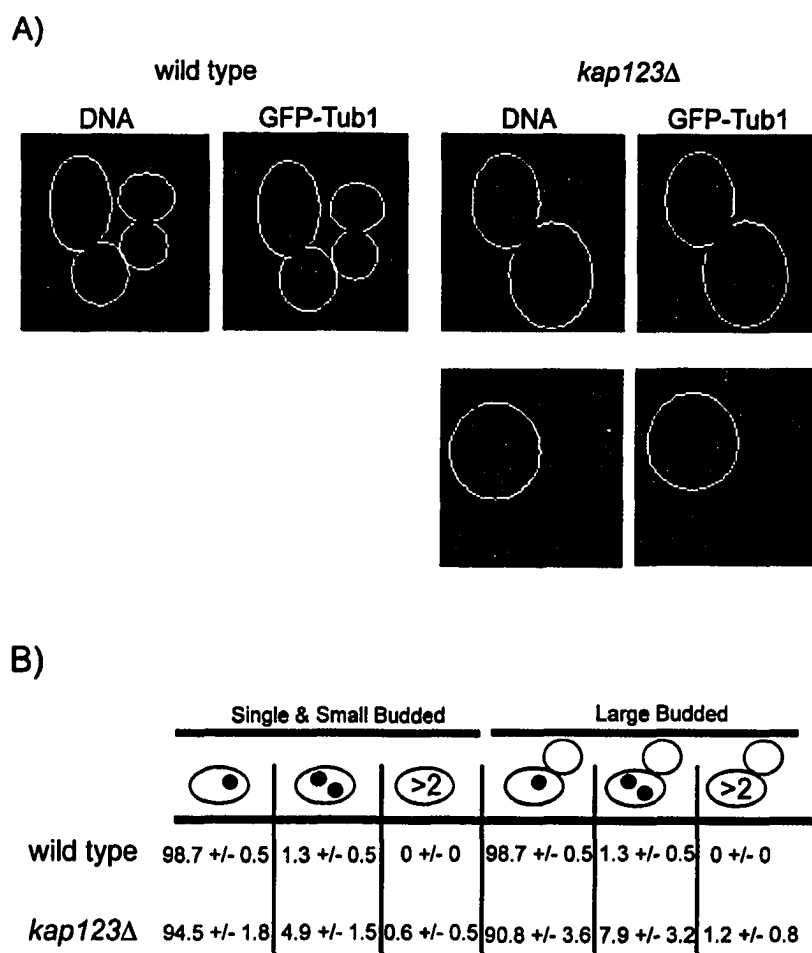 A)
wild type kap123Δ
DNA GFP-Tub1 DNA GFP-Tub1
B)
Single & Small Budded Large Budded
>2 >2
wild type 98.7 +/- 0.5 1.3 +/- 0.5 0 +/- 0 98.7 +/- 0.5 1.3 +/- 0.5 0 +/- 0
kap123Δ 94.5 +/- 1.8 4.9 +/- 1.5 0.6 +/- 0.5 90.8 +/- 3.6 7.9 +/- 3.2 1.2 +/- 0.8